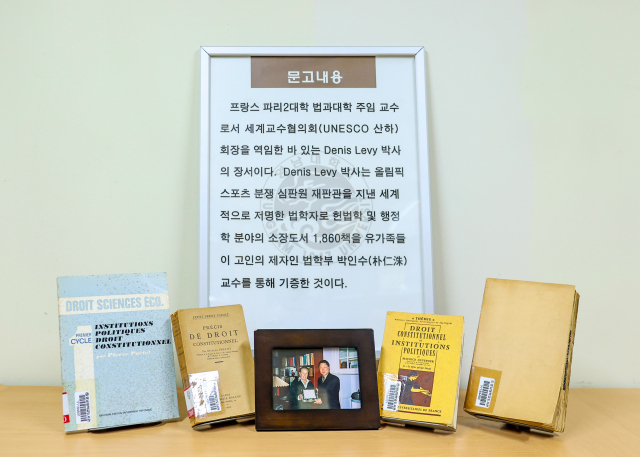 문고내용
프랑스 파리2대학 법과대학 주임 교수
로서 세계교수협의회(UNESCO 산하)
회장을 역임한 바 있는 Denis Levy 박사
의 장서이다. Denis Levy 박사는 올림픽
스포츠 분쟁 심판원 재판관을 지낸 세계
적으로 저명한 법학자로 헌법학 및 행정
학 분야의 소장도서 1,860책을 유가족들
이 고인의 제자인 법학부 박인수(朴仁洙)
교수를 통해 기증한 것이다.
DROIT SCIENCES ECO.
PREMIER
CYCLE
1
INSTITUTIONS
POLITIQUES
DROIT
CONSTITUTIONNEL
PRÉCIS
DE DROIT
CONSTITUTIONNEL
THÉMIS
DROIT
CONSTITUTIONNEL
et
INSTITUTIONS
POLITIQUES